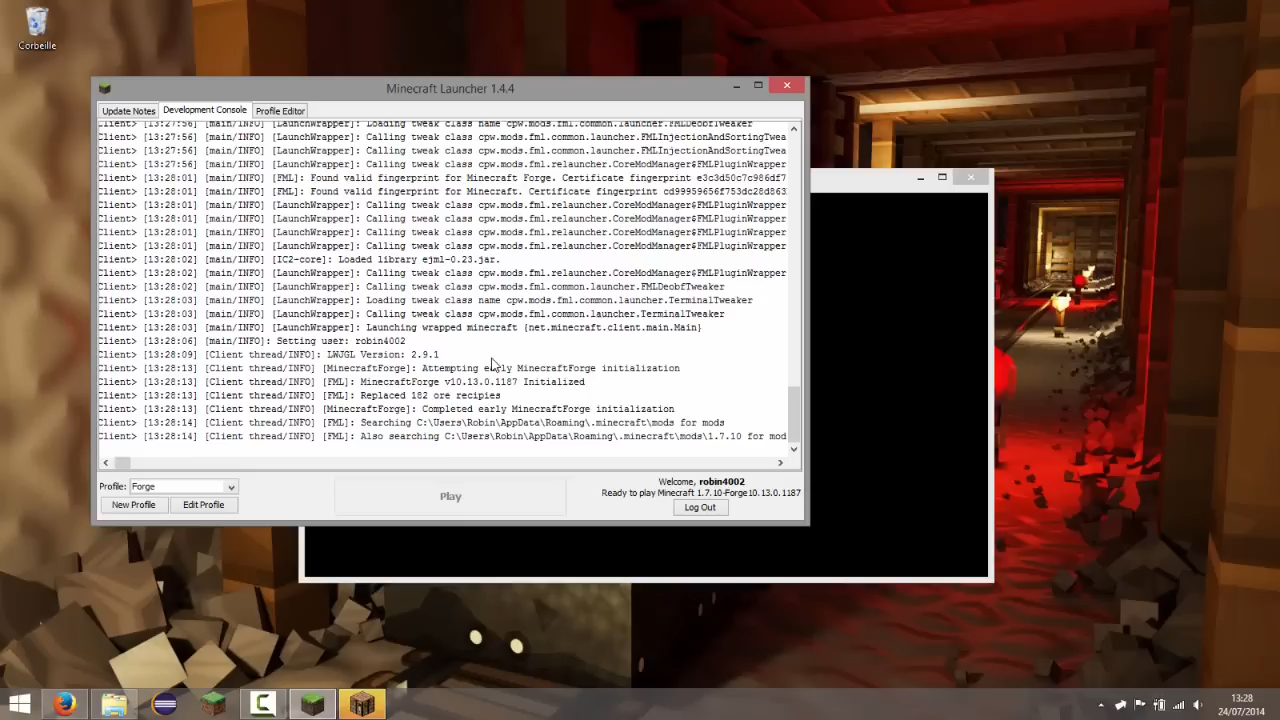 Corbeille
Minecraft Launcher 1.4.4
Update Notes Development Console Profile Editor
Client> [13:27:56] [main/INFO] [LaunchWrapper]: Loading tweak class name cpw.mods.fml.common.launcher.FMLDeobfTweaker
Client> [13:27:56] [main/INFO] [LaunchWrapper]: Calling tweak class cpw.mods.fml.common.launcher.FMLInjectionAndSortingTwea
Client> [13:27:56] [main/INFO] [LaunchWrapper]: Calling tweak class cpw.mods.fml.common.launcher.FMLInjectionAndSortingTwea
Client> [13:27:56] [main/INFO] [LaunchWrapper]: Calling tweak class cpw.mods.fml.relauncher.CoreModManager$FMLPluginWrapper
Client> [13:28:01] [main/INFO] [FML]: Found valid fingerprint for Minecraft Forge. Certificate fingerprint e3c3d50c7c986df7
Client> [13:28:01] [main/INFO] [FML]: Found valid fingerprint for Minecraft. Certificate fingerprint cd99959656f753dc28d863
Client> [13:28:01] [main/INFO] [LaunchWrapper]: Calling tweak class cpw.mods.fml.relauncher.CoreModManager$FMLPluginWrapper
Client> [13:28:01] [main/INFO] [LaunchWrapper]: Calling tweak class cpw.mods.fml.relauncher.CoreModManager$FMLPluginWrapper
Client> [13:28:01] [main/INFO] [LaunchWrapper]: Calling tweak class cpw.mods.fml.relauncher.CoreModManager$FMLPluginWrapper
Client> [13:28:01] [main/INFO] [LaunchWrapper]: Calling tweak class cpw.mods.fml.relauncher.CoreModManager$FMLPluginWrapper
Client> [13:28:02] [main/INFO] [IC2-core]: Loaded library ejml-0.23.jar.
Client> [13:28:02] [main/INFO] [LaunchWrapper]: Calling tweak class cpw.mods.fml.relauncher.CoreModManager$FMLPluginWrapper
Client> [13:28:02] [main/INFO] [LaunchWrapper]: Calling tweak class cpw.mods.fml.common.launcher.FMLDeobfTweaker
Client> [13:28:03] [main/INFO] [LaunchWrapper]: Loading tweak class name cpw.mods.fml.common.launcher.TerminalTweaker
Client> [13:28:03] [main/INFO] [LaunchWrapper]: Calling tweak class cpw.mods.fml.common.launcher.TerminalTweaker
Client> [13:28:03] [main/INFO] [LaunchWrapper]: Launching wrapped minecraft {net.minecraft.client.main.Main}
Client> [13:28:06] [main/INFO]: Setting user: robin4002
Client> [13:28:09] [Client thread/INFO]: LWJGL Version: 2.9.1
Client> [13:28:13] [Client thread/INFO] [MinecraftForge]: Attempting early MinecraftForge initialization
Client> [13:28:13] [Client thread/INFO] [FML]: MinecraftForge v10.13.0.1187 Initialized
Client> [13:28:13] [Client thread/INFO] [FML]: Replaced 182 ore recipies
Client> [13:28:13] [Client thread/INFO] [MinecraftForge]: Completed early MinecraftForge initialization
Client> [13:28:14] [Client thread/INFO] [FML]: Searching C:\Users\Robin\AppData\Roaming\.minecraft\mods for mods
Client> [13:28:14] [Client thread/INFO] [FML]: Also searching C:\Users\Robin\AppData\Roaming\.minecraft\mods\1.7.10 for mod
Profile: Forge
New Profile Edit Profile
Play
Welcome, robin4002
Ready to play Minecraft 1.7.10-Forge10.13.0.1187
Log Out
13:28
24/07/2014